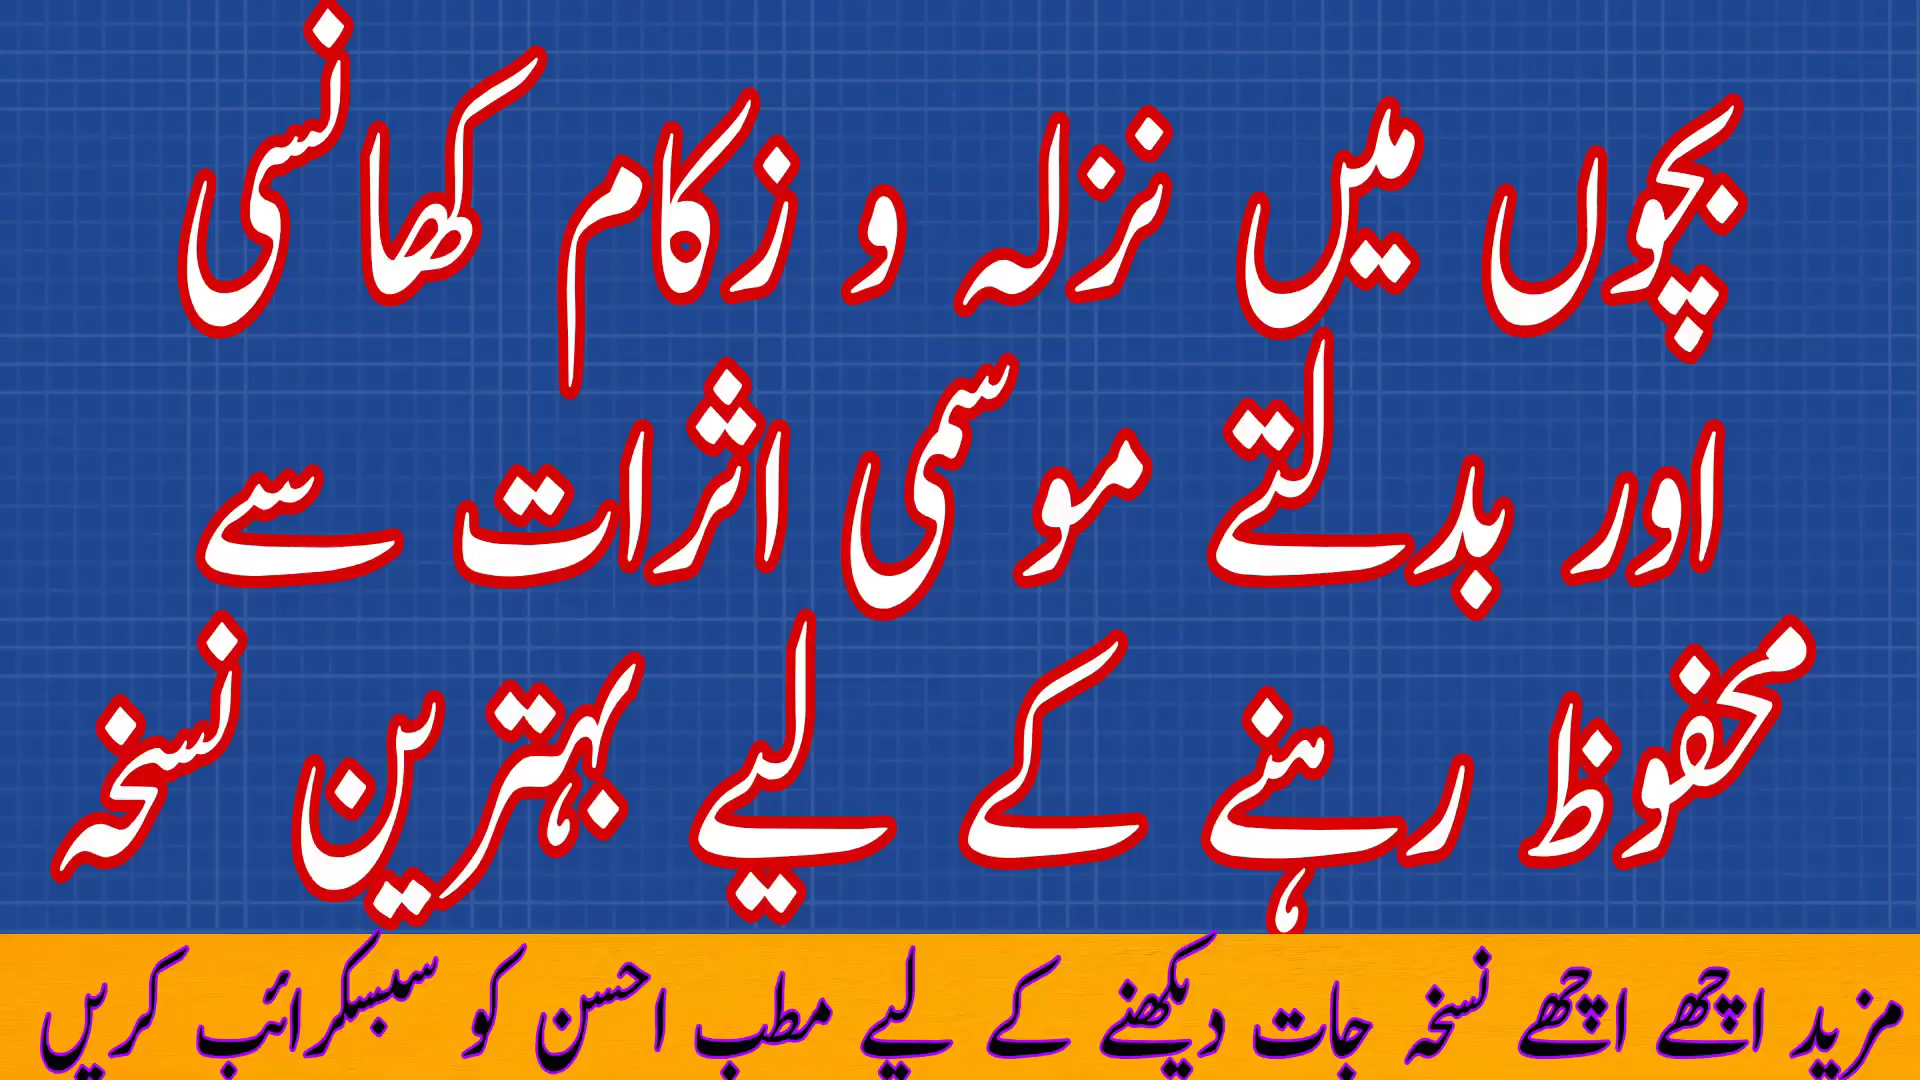 بچوں میں نزلہ و زکام کھانسی
اور بدلتے موسمی اثرات سے
محفوظ رہنے کے لیے بہترین نسخہ
مزید اچھے اچھے نسخہ جات دیکھنے کے لیے مطب احسن کو سبسکرائب کریں